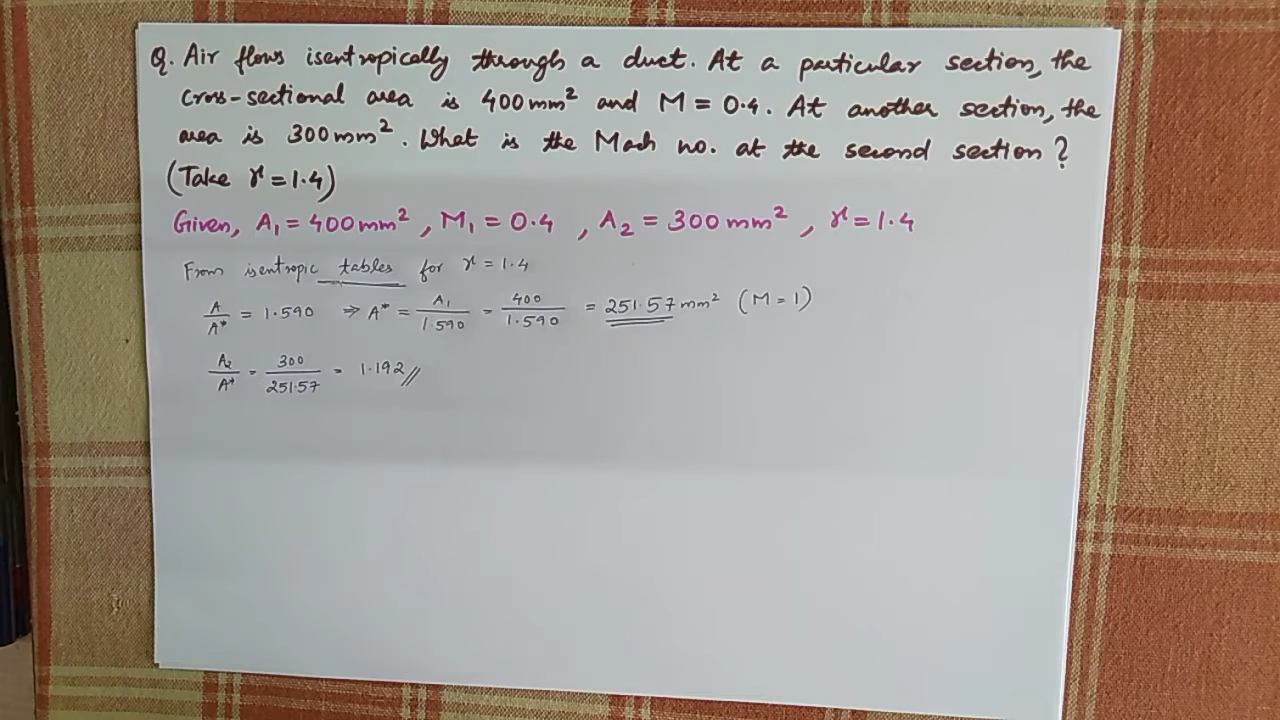 Q. Air flows isentropically through a duct. At a particular section, the
cross-sectional area is 400 mm² and M = 0.4. At another section, the
area is 300 mm². What is the Mach no. at the second section?
(Take γ = 1.4)
Given, A₁ = 400 mm², M₁ = 0.4, A₂ = 300 mm², γ = 1.4
From isentropic tables for γ = 1.4
A/A* = 1.590 ⇒ A* = A₁/1.590 = 400/1.590 = 251.57 mm² (M = 1)
A₂/A* = 300/251.57 = 1.192 //